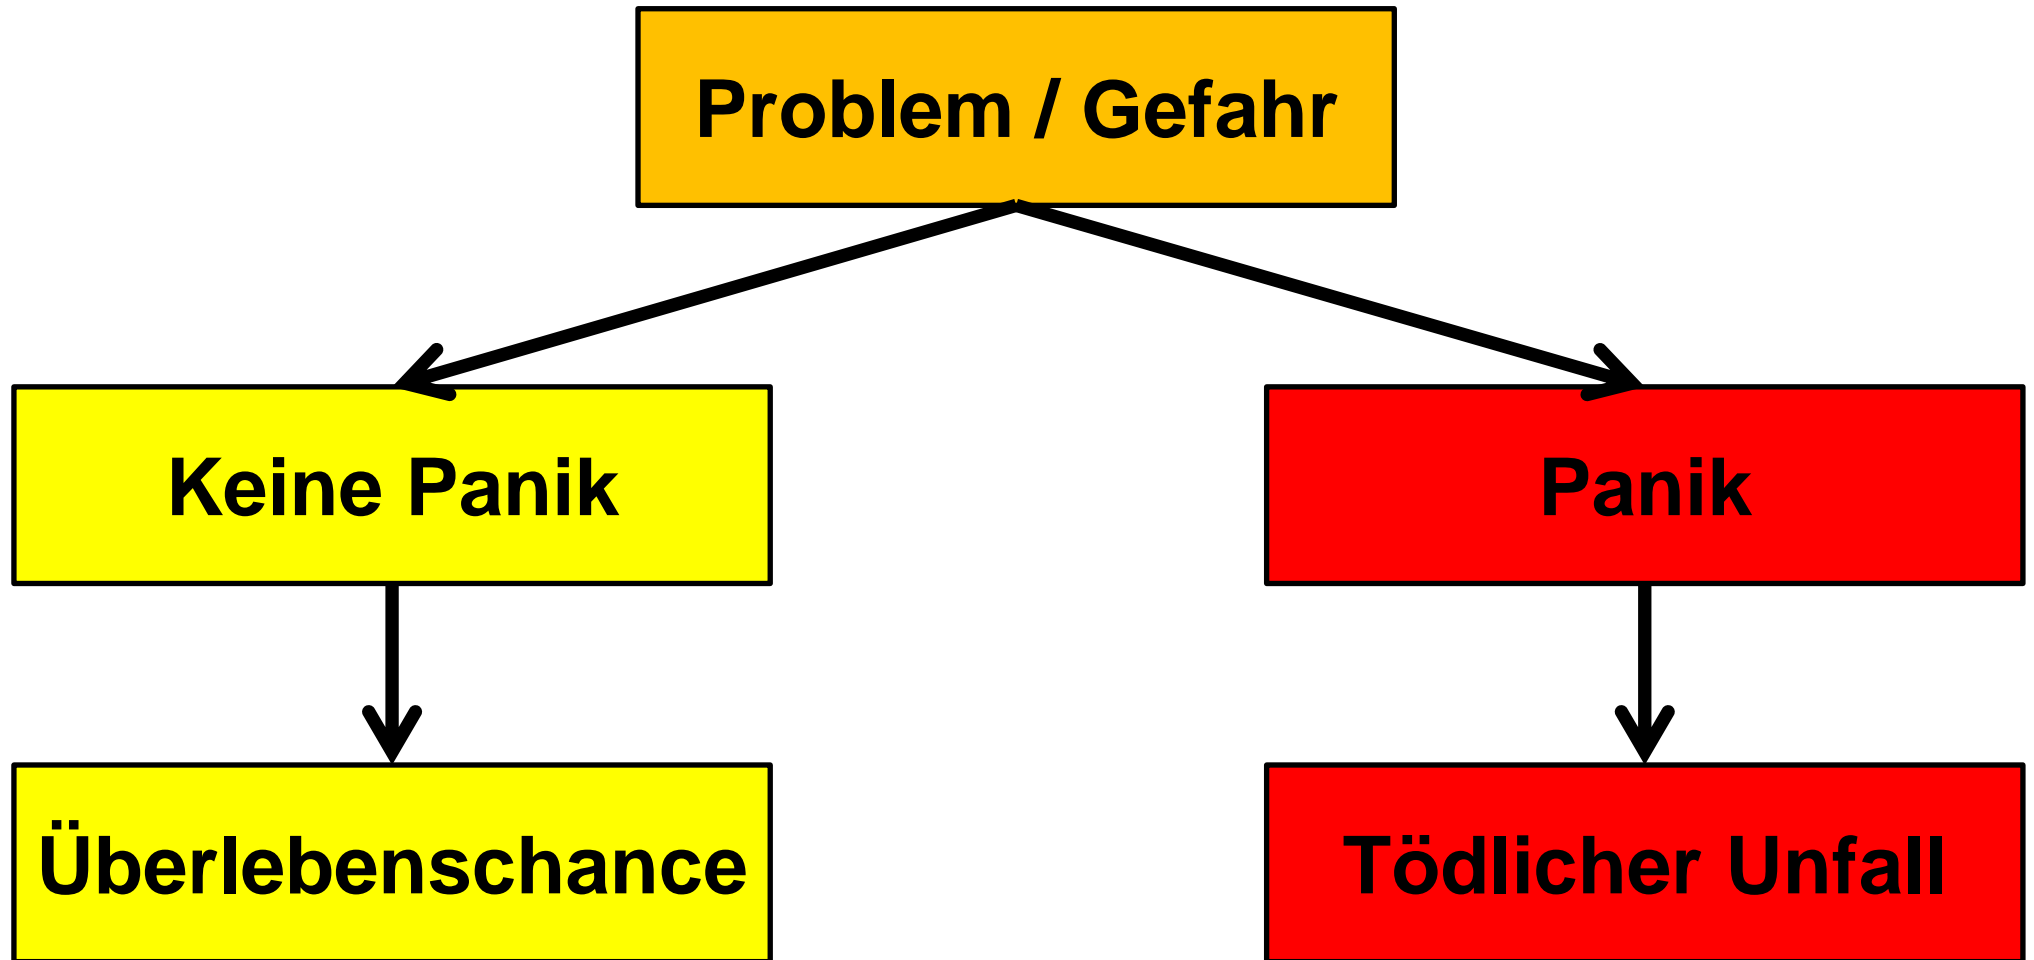 Problem / Gefahr
Keine Panik
Panik
Überlebenschance
Tödlicher Unfall